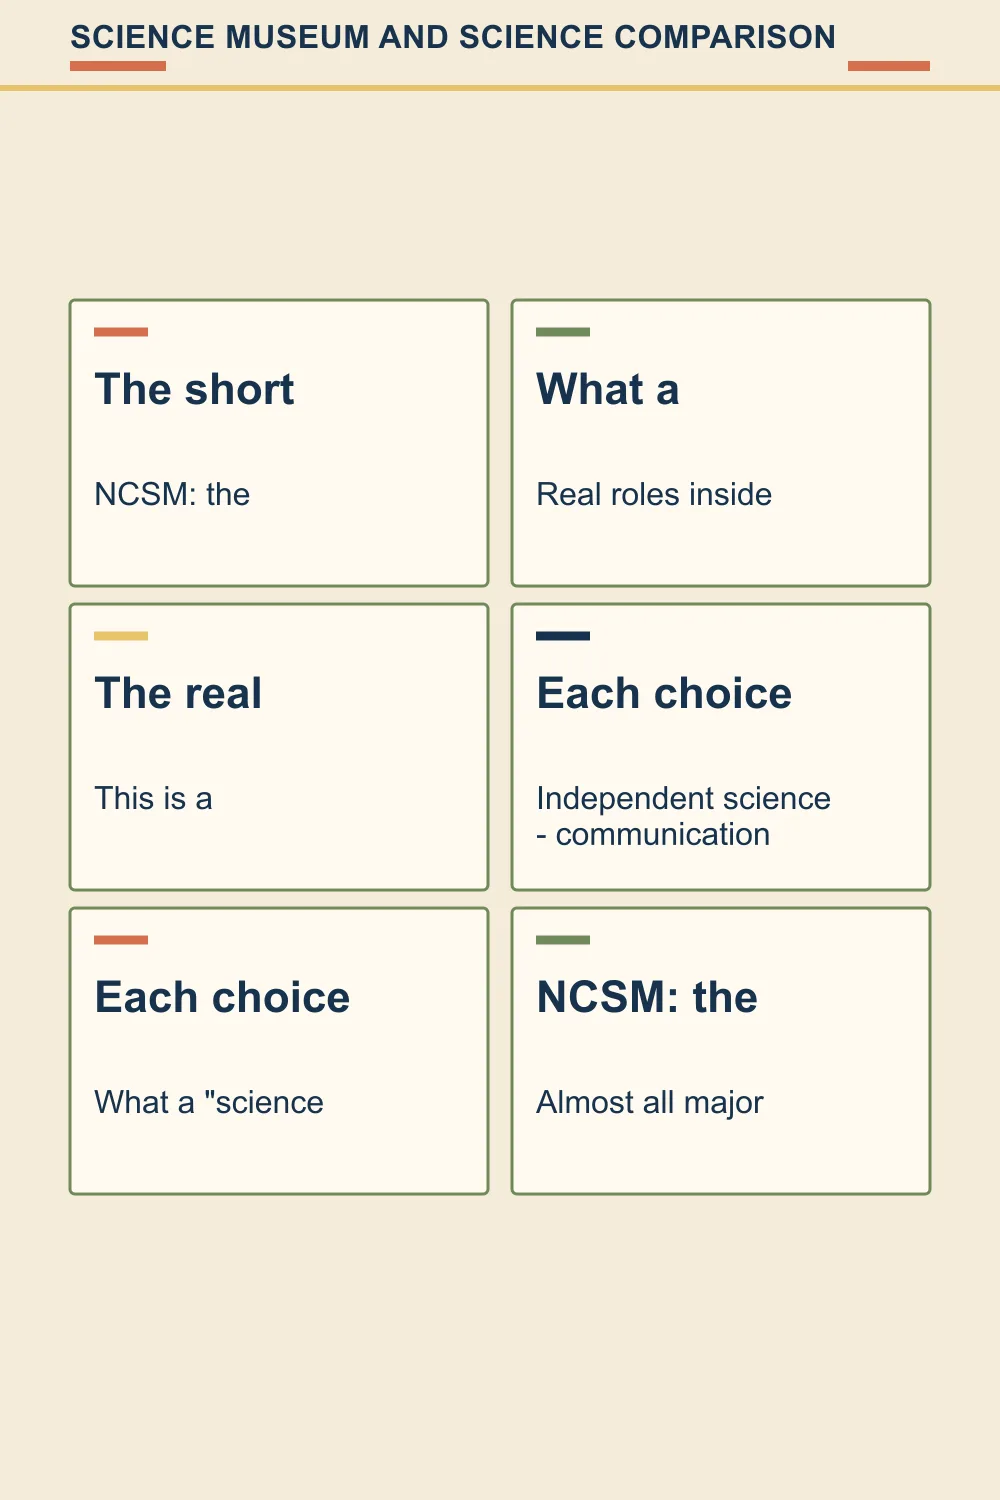 SCIENCE MUSEUM AND SCIENCE COMPARISON
The short
NCSM: the
What a
Real roles inside
The real
This is a
Each choice
Independent science
- communication
Each choice
What a "science
NCSM: the
Almost all major